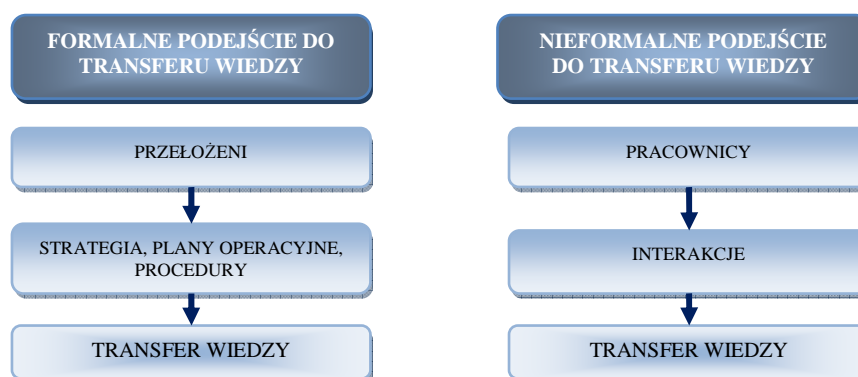 FORMALNE PODEJŚCIE DO
TRANSFERU WIEDZY
PRZEŁOŻENI
STRATEGIA, PLANY OPERACYJNE,
PROCEDURY
TRANSFER WIEDZY
NIEFORMALNE PODEJŚCIE
DO TRANSFERU WIEDZY
PRACOWNICY
INTERAKCJE
TRANSFER WIEDZY